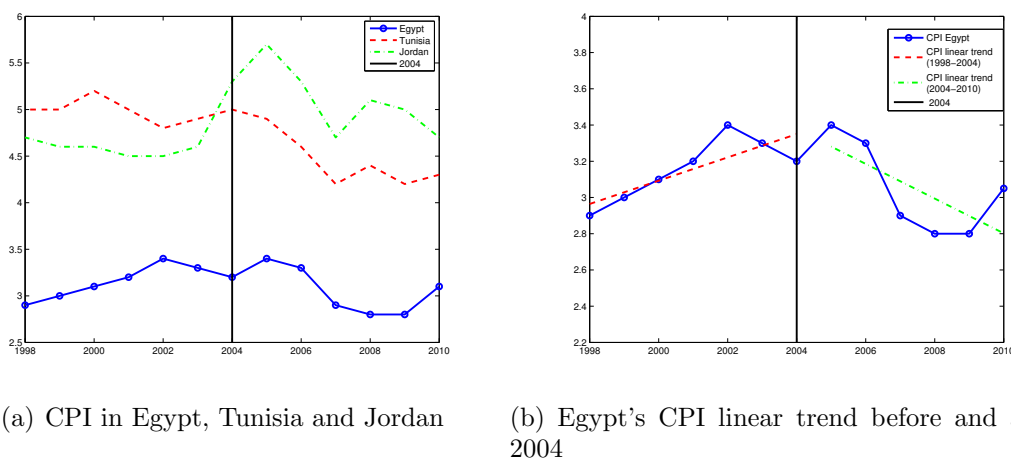 6
5.5
5
4.5
4
3.5
3
2.5
1998 2000 2002 2004 2006 2008 2010
Egypt
Tunisia
Jordan
2004
(a) CPI in Egypt, Tunisia and Jordan
4
3.8
3.6
3.4
3.2
3
2.8
2.6
2.4
2.2
1998 2000 2002 2004 2006 2008 2010
CPI Egypt
CPI linear trend
(1998−2004)
CPI linear trend
(2004−2010)
2004
(b) Egypt's CPI linear trend before and
2004